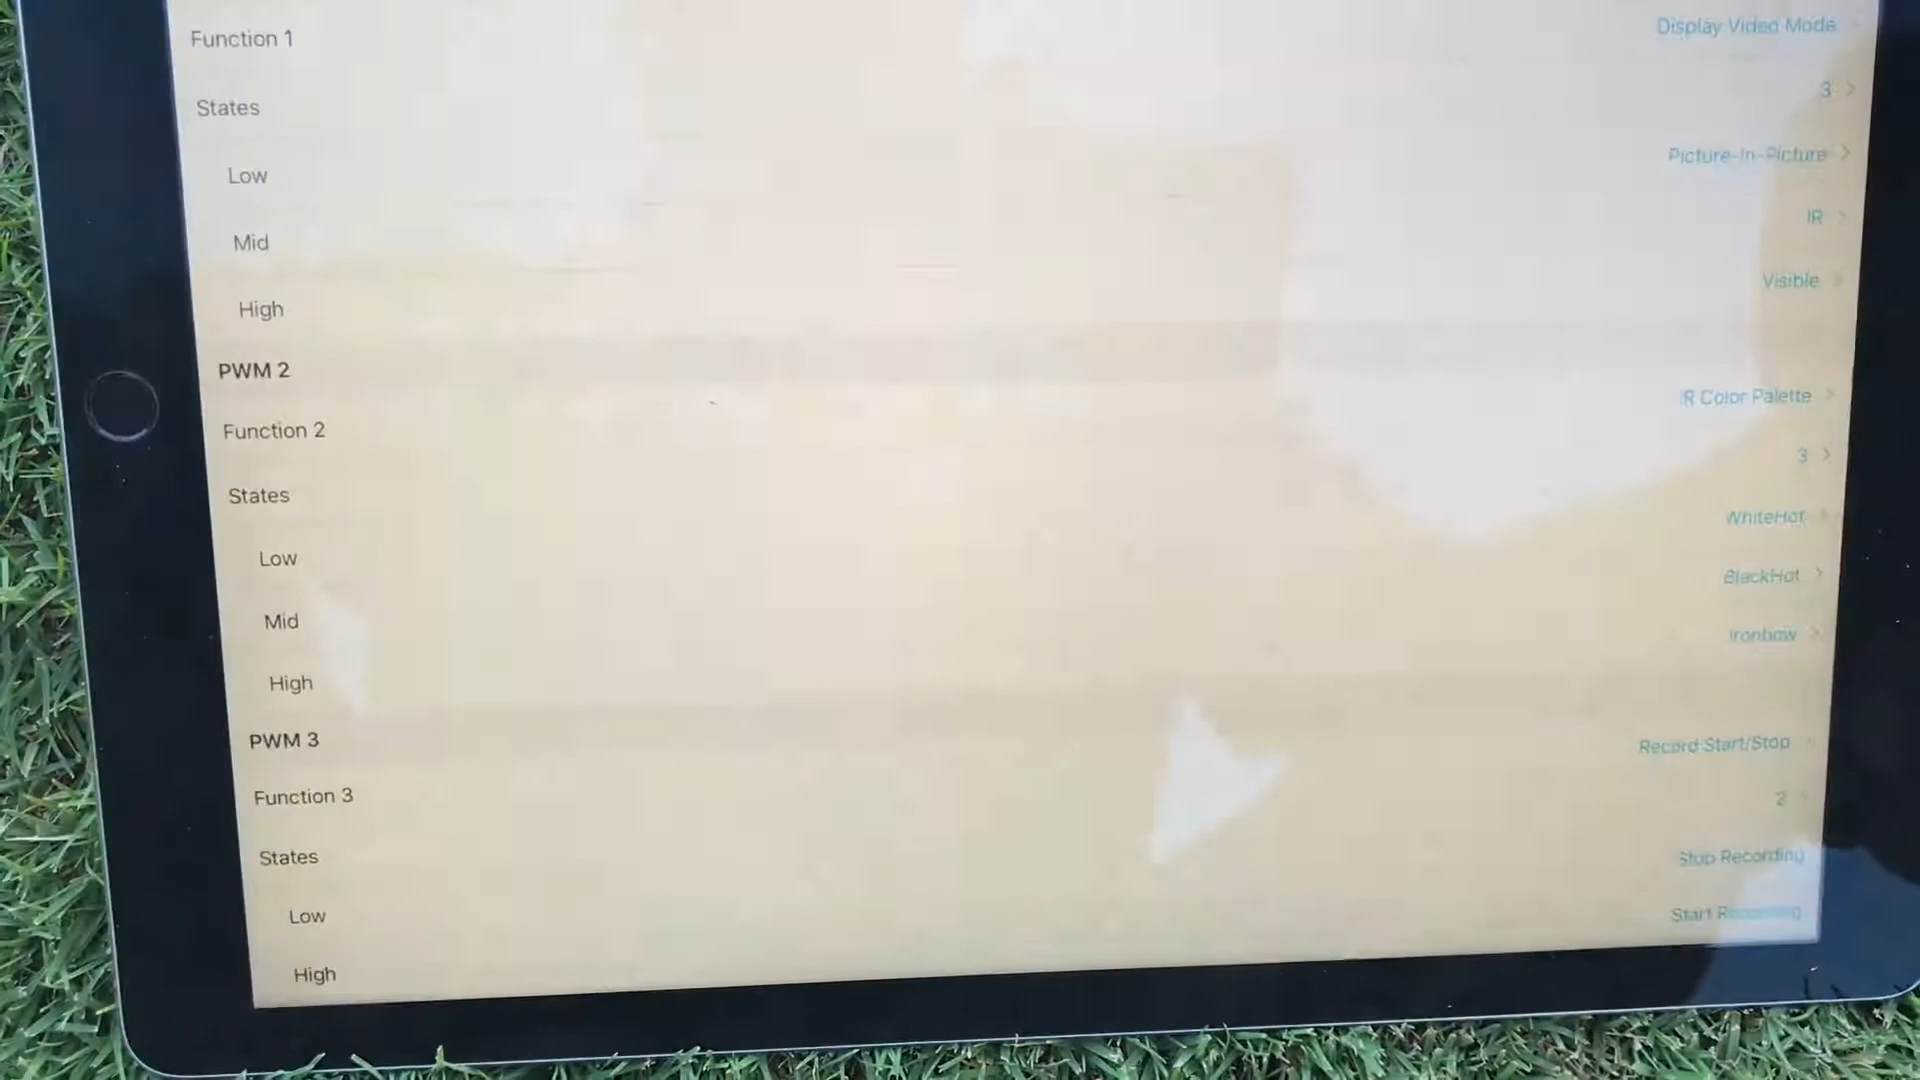 Function 1 Display Video Mode
States 3
Low Picture-In-Picture
Mid IR
High Visible
PWM 2
Function 2 IR Color Palette
States 3
Low WhiteHot
Mid BlackHot
High Ironbow
PWM 3
Function 3 Record Start/Stop
States 2
Low Stop Recording
High Start Recording